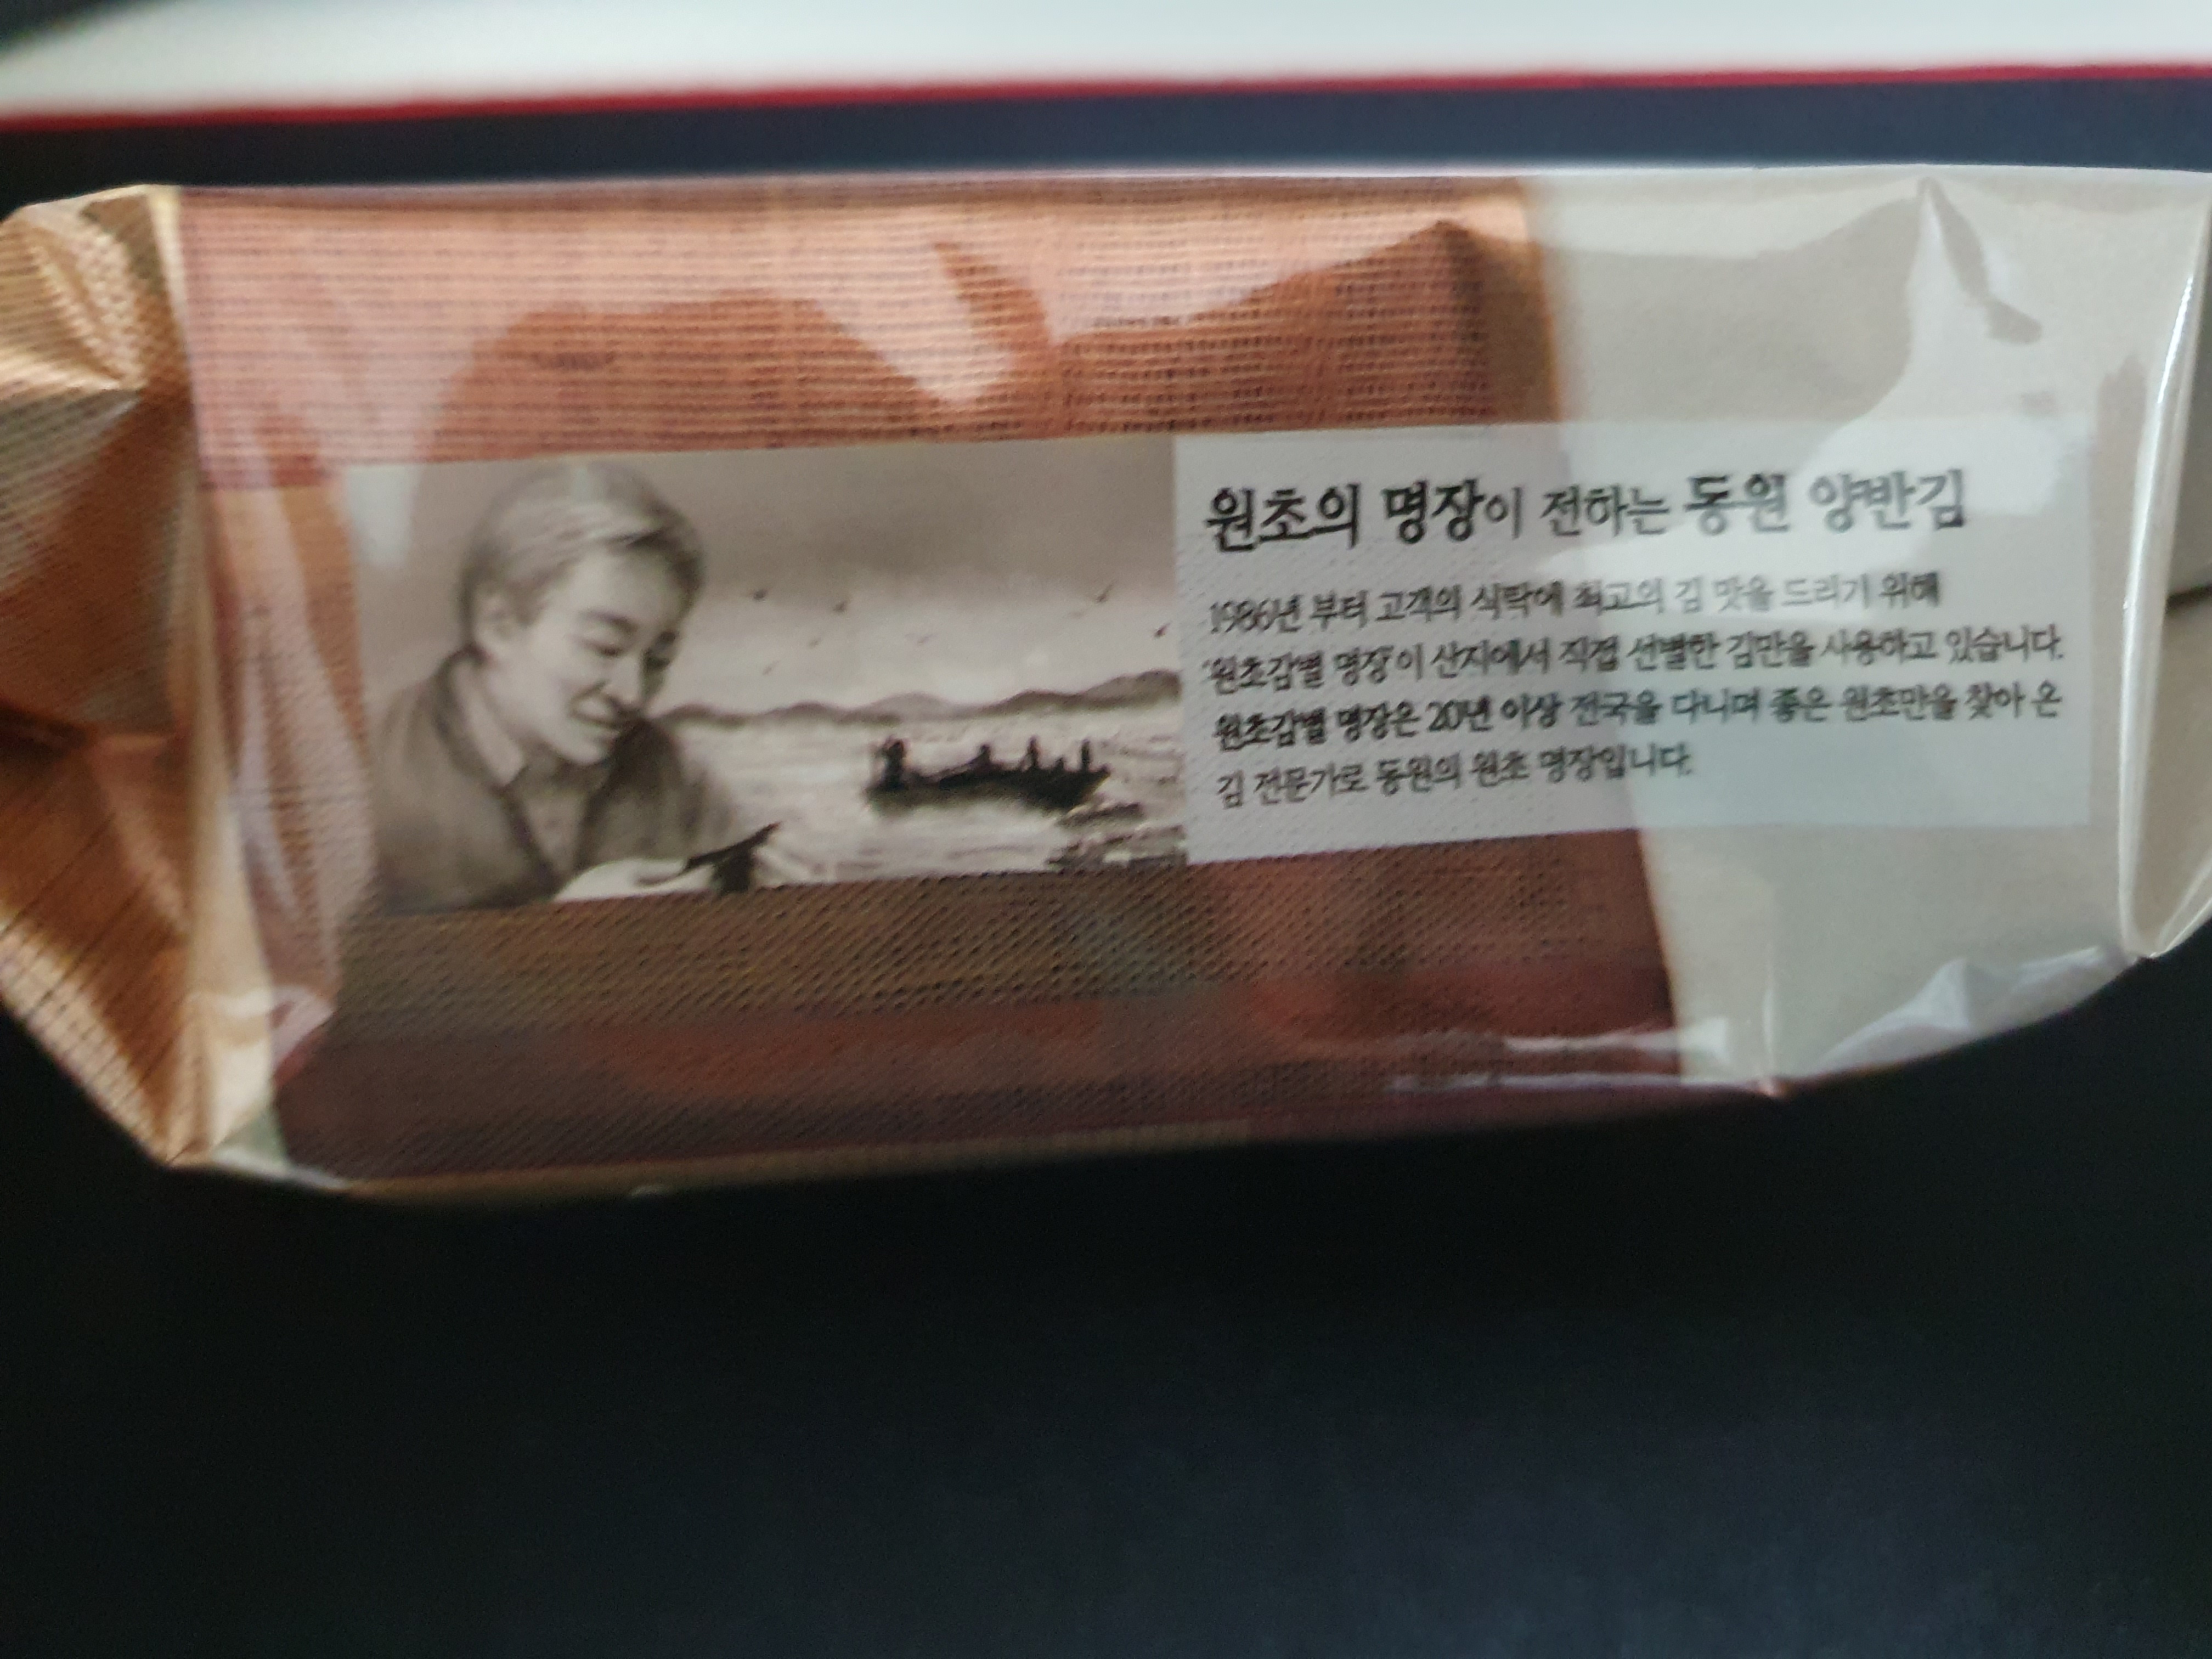 원초의 명장이 전하는 동원 양반김
1986년 부터 고객의 식탁에 최고의 김 맛을 드리기 위해
'원초감별 명장'이 산지에서 직접 선별한 김만을 사용하고 있습니다.
원초감별 명장은 20년 이상 전국을 다니며 좋은 원초만을 찾아 온
김 전문가로 동원의 원초 명장입니다.